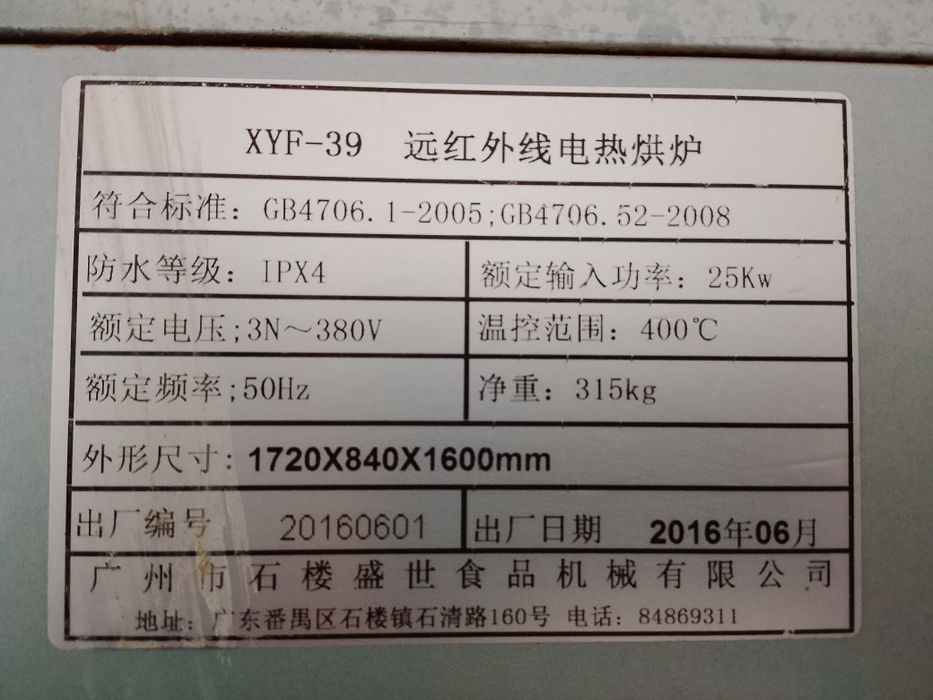 XYF-39 远红外线电热烘炉
符合标准：GB4706.1-2005;GB4706.52-2008
防水等级：IPX4 额定输入功率：25Kw
额定电压;3N～380V 温控范围：400℃
额定频率;50Hz 净重：315kg
外形尺寸：1720X840X1600mm
出厂编号 20160601 出厂日期 2016年06月
广州市石楼盛世食品机械有限公司
地址：广东番禺区石楼镇石清路160号 电话：84869311